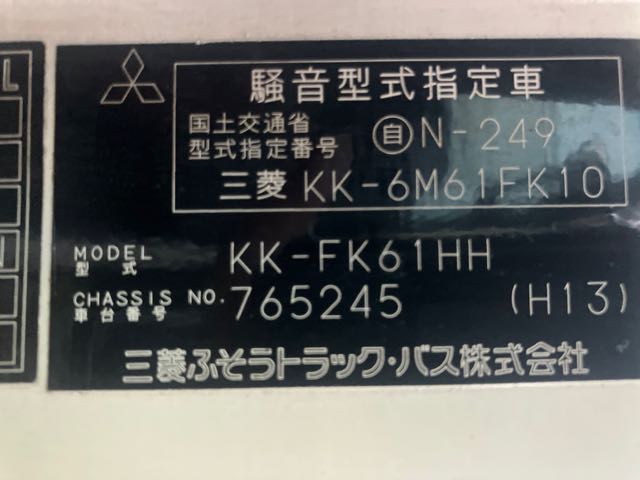 L
騒音型式指定車
国土交通省
型式指定番号 自N-249
三菱 KK-6M61FK10
N
MODEL
型式 KK-FK61HH
CHASSIS NO.
車台番号 765245 (H13)
三菱ふそうトラック・バス株式会社